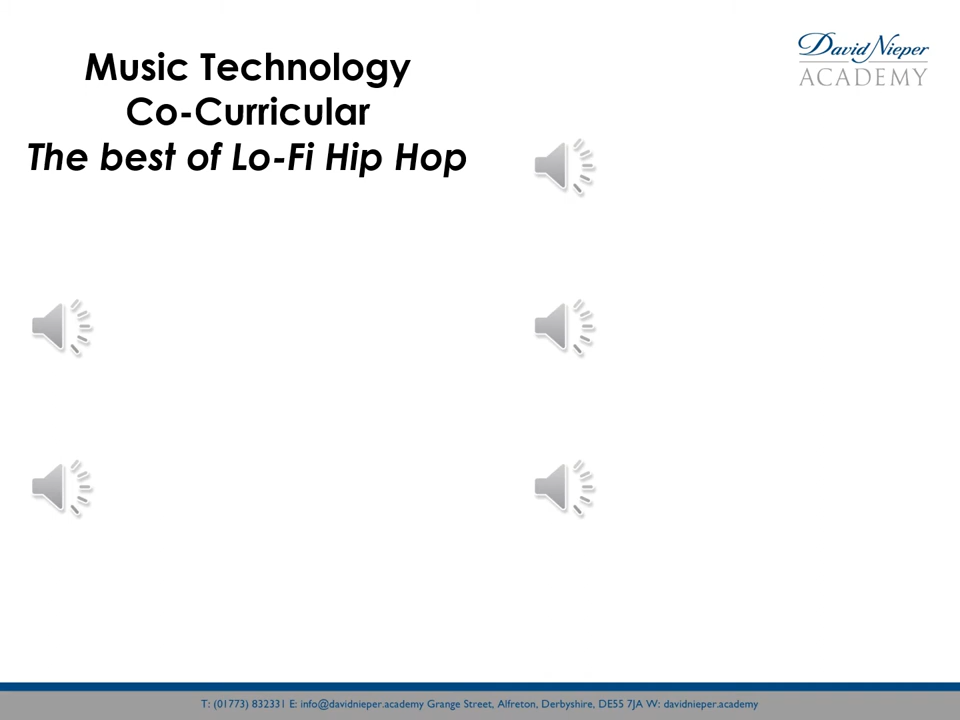 Music Technology
Co-Curricular
The best of Lo-Fi Hip Hop
David Nieper
ACADEMY
T: (01773) 832331 E: info@davidnieper.academy Grange Street, Alfreton, Derbyshire, DE55 7JA W: davidnieper.academy